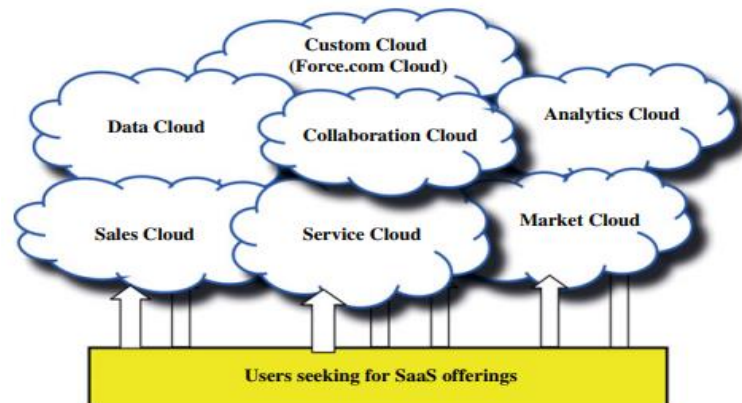 Custom Cloud
(Force.com Cloud)
Data Cloud
Collaboration Cloud
Analytics Cloud
Sales Cloud
Service Cloud
Market Cloud
Users seeking for SaaS offerings